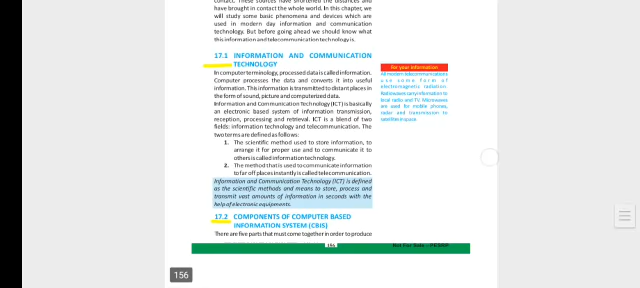 contact. These sources have shortened the distances and
have brought in contact the whole world. In this chapter, we
will study some basic phenomena and devices which are
used in modern day information and communication
technology. But before going ahead we should know what
this information and telecommunication technology is.
17.1 INFORMATION AND COMMUNICATION
TECHNOLOGY
In computer terminology, processed data is called information.
Computer processes the data and converts it into useful
information. This information is transmitted to distant places in
the form of sound, picture and computerized data.
Information and Communication Technology (ICT) is basically
an electronic based system of information transmission,
reception, processing and retrieval. ICT is a blend of two
fields: information technology and telecommunication. The
two terms are defined as follows:
1. The scientific method used to store information, to
arrange it for proper use and to communicate it to
others is called information technology.
2. The method that is used to communicate information
to far off places instantly is called telecommunication.
Information and Communication Technology (ICT) is defined
as the scientific methods and means to store, process and
transmit vast amounts of information in seconds with the
help of electronic equipments.
17.2 COMPONENTS OF COMPUTER BASED
INFORMATION SYSTEM (CBIS)
There are five parts that must come together in order to produce
For your information
All modern telecommunications
use some form of
electromagnetic radiation.
Radiowaves carry information to
local radio and TV. Microwaves
are used for mobile phones,
radar and transmission to
satellites in space.
156
Not For Sale - PESRP
156